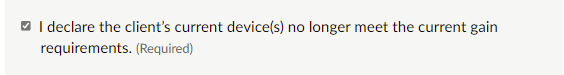 I declare the client’s current device(s) no longer meet the current gain
requirements. (Required)